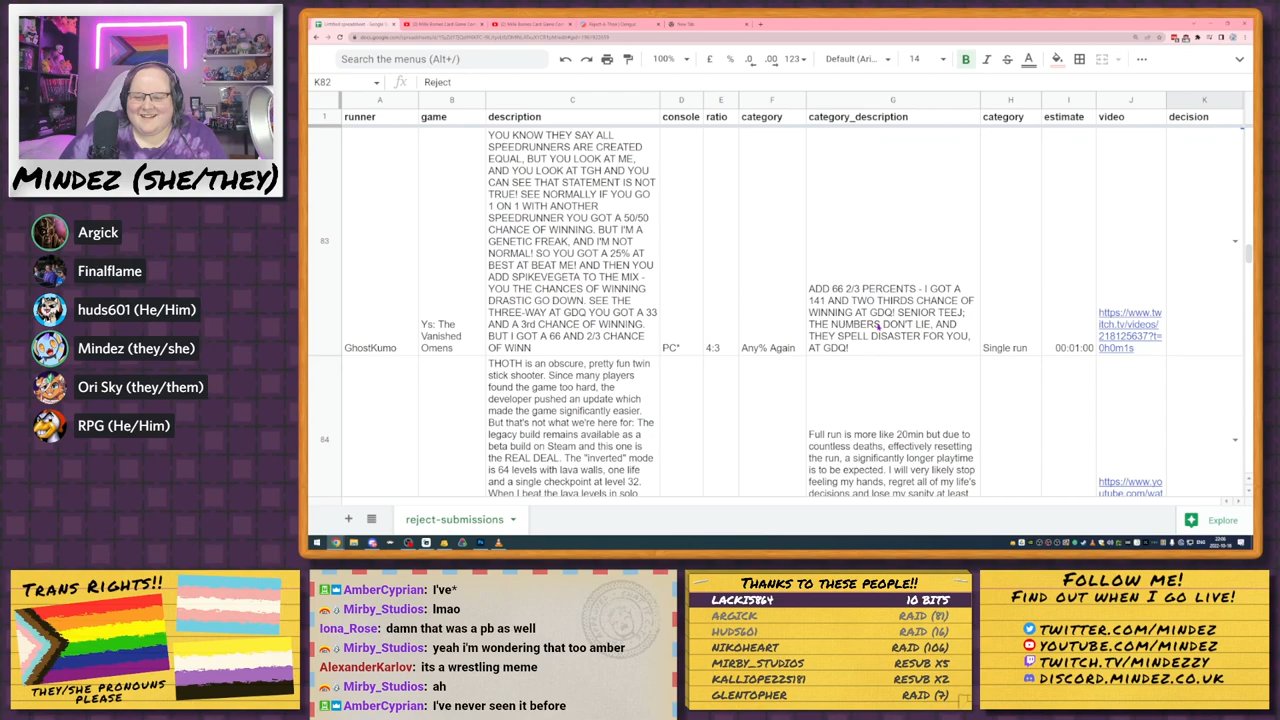 Mindez (she/they)
Argick
Finalflame
huds601 (He/Him)
Mindez (they/she)
Ori Sky (they/them)
RPG (He/Him)
Search the menus (Alt+/)
100%
£
%
.0
.00
123
Default (Ari...
14
B
I
A
K82
fx
Reject
A
B
C
D
E
F
G
H
I
J
K
1
runner
game
description
console
ratio
category
category_description
category
estimate
video
decision
83
GhostKumo
Ys: The
Vanished
Omens
YOU KNOW THEY SAY ALL
SPEEDRUNNERS ARE CREATED
EQUAL, BUT YOU LOOK AT ME,
AND YOU LOOK AT TGH AND YOU
CAN SEE THAT STATEMENT IS NOT
TRUE! SEE NORMALLY IF YOU GO
1 ON 1 WITH ANOTHER
SPEEDRUNNER YOU GOT A 50/50
CHANCE OF WINNING. BUT I'M A
GENETIC FREAK, AND I'M NOT
NORMAL! SO YOU GOT A 25% AT
BEST AT BEAT ME! AND THEN YOU
ADD SPIKEVEGETA TO THE MIX -
YOU THE CHANCES OF WINNING
DRASTIC GO DOWN. SEE THE
THREE-WAY AT GDQ YOU GOT A 33
AND A 3rd CHANCE OF WINNING.
BUT I GOT A 66 AND 2/3 CHANCE
OF WINN
PC*
4:3
Any% Again
ADD 66 2/3 PERCENTS - I GOT A
141 AND TWO THIRDS CHANCE OF
WINNING AT GDQ! SENIOR TEEJ;
THE NUMBERS DON'T LIE, AND
THEY SPELL DISASTER FOR YOU,
AT GDQ!
Single run
00:01:00
https://www.tw
itch.tv/videos/
218125637?t=
0h0m1s
84
THOTH is an obscure, pretty fun twin
stick shooter. Since many players
found the game too hard, the
developer pushed an update which
made the game significantly easier.
But that's not what we're here for: The
legacy build remains available as a
beta build on Steam and this one is
the REAL DEAL. The "inverted" mode
is 64 levels with lava walls, one life
and a single checkpoint at level 32.
When I beat the lava levels in solo
Full run is more like 20min but due to
countless deaths, effectively resetting
the run, a significantly longer playtime
is to be expected. I will very likely stop
feeling my hands, regret all of my life's
decisions and lose my sanity at least
https://www.yo
utube.com/wat
reject-submissions
Explore
23:06
Trans Rights!!
They/She pronouns
please
AmberCyprian: I've*
Mirby_Studios: lmao
Iona_Rose: damn that was a pb as well
Mirby_Studios: yeah i'm wondering that too amber
AlexanderKarlov: its a wrestling meme
Mirby_Studios: ah
AmberCyprian: I've never seen it before
Thanks to these people!!
LACKIS864 10 BITS
ARGICK RAID (81)
HUDS601 RAID (16)
NIKOHEART RAID (106)
MIRBY_STUDIOS RESUB X5
KALLIOPE225181 RESUB X2
GLENTOPHER RAID (7)
Follow me!
Find out when I go live!
twitter.com/Mindez
youtube.com/Mindez
twitch.tv/Mindezzy
discord.mindez.co.uk